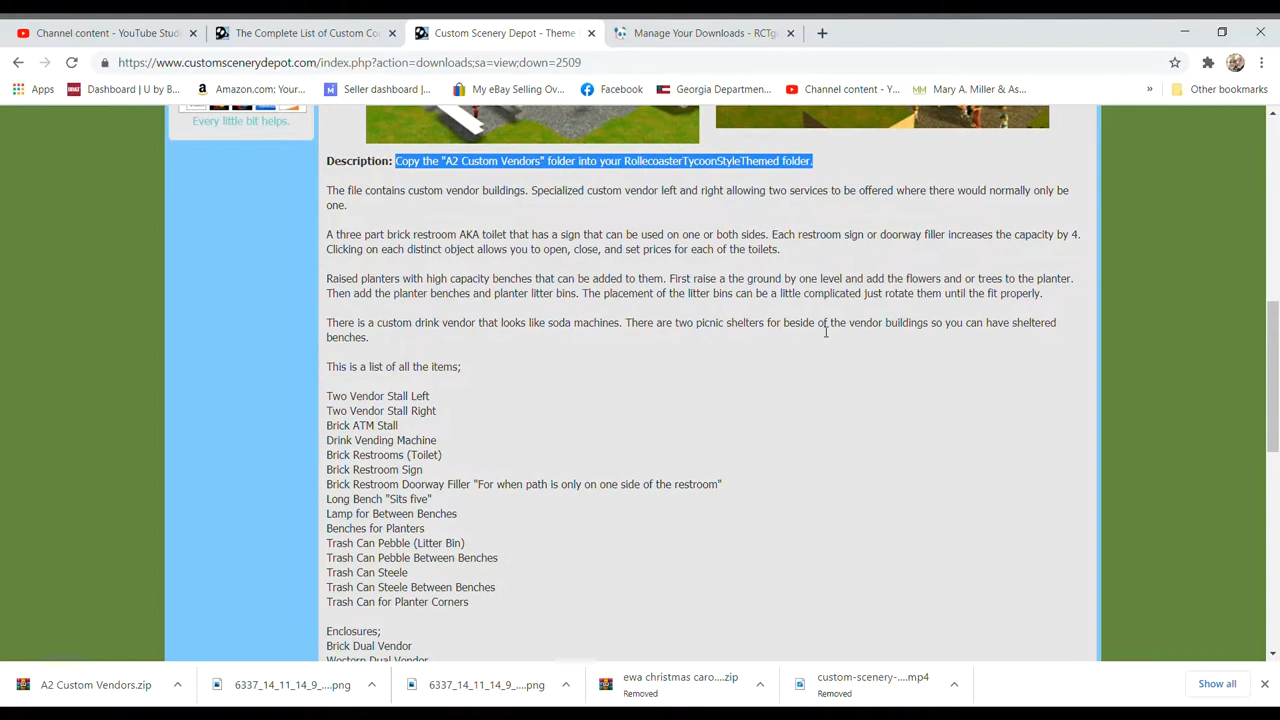 Channel content - YouTube Studi
The Complete List of Custom Co
Custom Scenery Depot - Theme
Manage Your Downloads - RCTg
https://www.customscenerydepot.com/index.php?action=downloads;sa=view;down=2509
Apps
Dashboard | U by B...
Amazon.com: Your...
Seller dashboard |...
My eBay Selling Ov...
Facebook
Georgia Departmen...
Channel content - Y...
Mary A. Miller & As...
»
Other bookmarks
Every little bit helps.
Description: Copy the "A2 Custom Vendors" folder into your RollecoasterTycoonStyleThemed folder.
The file contains custom vendor buildings. Specialized custom vendor left and right allowing two services to be offered where there would normally only be
one.
A three part brick restroom AKA toilet that has a sign that can be used on one or both sides. Each restroom sign or doorway filler increases the capacity by 4.
Clicking on each distinct object allows you to open, close, and set prices for each of the toilets.
Raised planters with high capacity benches that can be added to them. First raise a the ground by one level and add the flowers and or trees to the planter.
Then add the planter benches and planter litter bins. The placement of the litter bins can be a little complicated just rotate them until the fit properly.
There is a custom drink vendor that looks like soda machines. There are two picnic shelters for beside of the vendor buildings so you can have sheltered
benches.
This is a list of all the items;
Two Vendor Stall Left
Two Vendor Stall Right
Brick ATM Stall
Drink Vending Machine
Brick Restrooms (Toilet)
Brick Restroom Sign
Brick Restroom Doorway Filler "For when path is only on one side of the restroom"
Long Bench "Sits five"
Lamp for Between Benches
Benches for Planters
Trash Can Pebble (Litter Bin)
Trash Can Pebble Between Benches
Trash Can Steele
Trash Can Steele Between Benches
Trash Can for Planter Corners
Enclosures;
Brick Dual Vendor
Western Dual Vendor
A2 Custom Vendors.zip
6337_14_11_14_9_....png
6337_14_11_14_9_....png
ewa christmas caro....zip
Removed
custom-scenery-....mp4
Removed
Show all